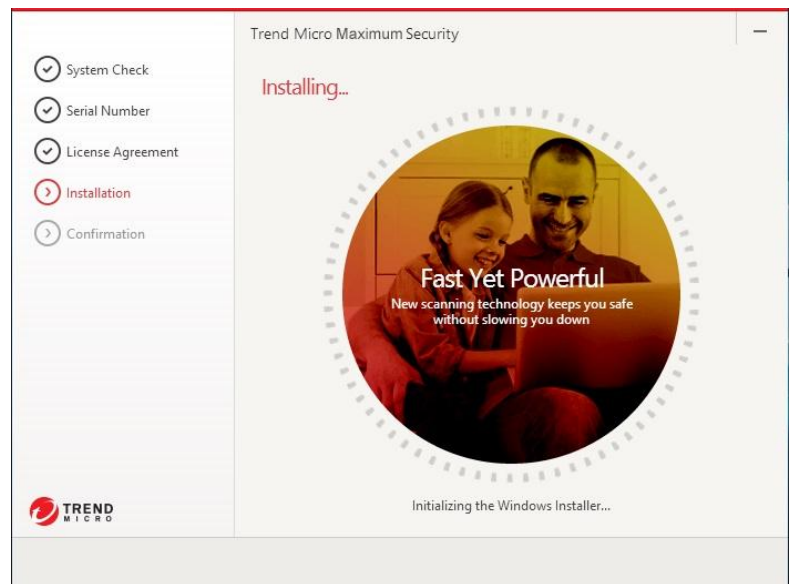 Trend Micro Maximum Security
System Check
Serial Number
License Agreement
Installation
Confirmation
Installing...
Fast Yet Powerful
New scanning technology keeps you safe
without slowing you down
Initializing the Windows Installer...
TREND
MICRO